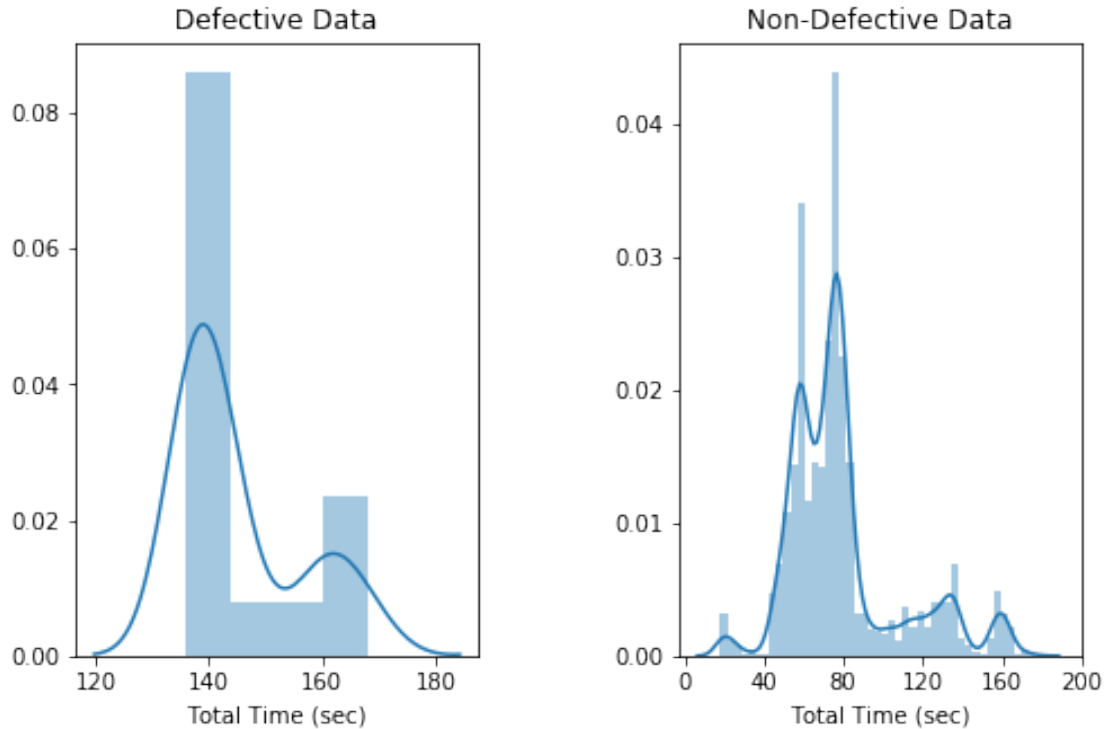 Defective Data
0.08
0.06
0.04
0.02
0.00
120 140 160 180
Total Time (sec)
Non-Defective Data
0.04
0.03
0.02
0.01
0.00
0 40 80 120 160 200
Total Time (sec)